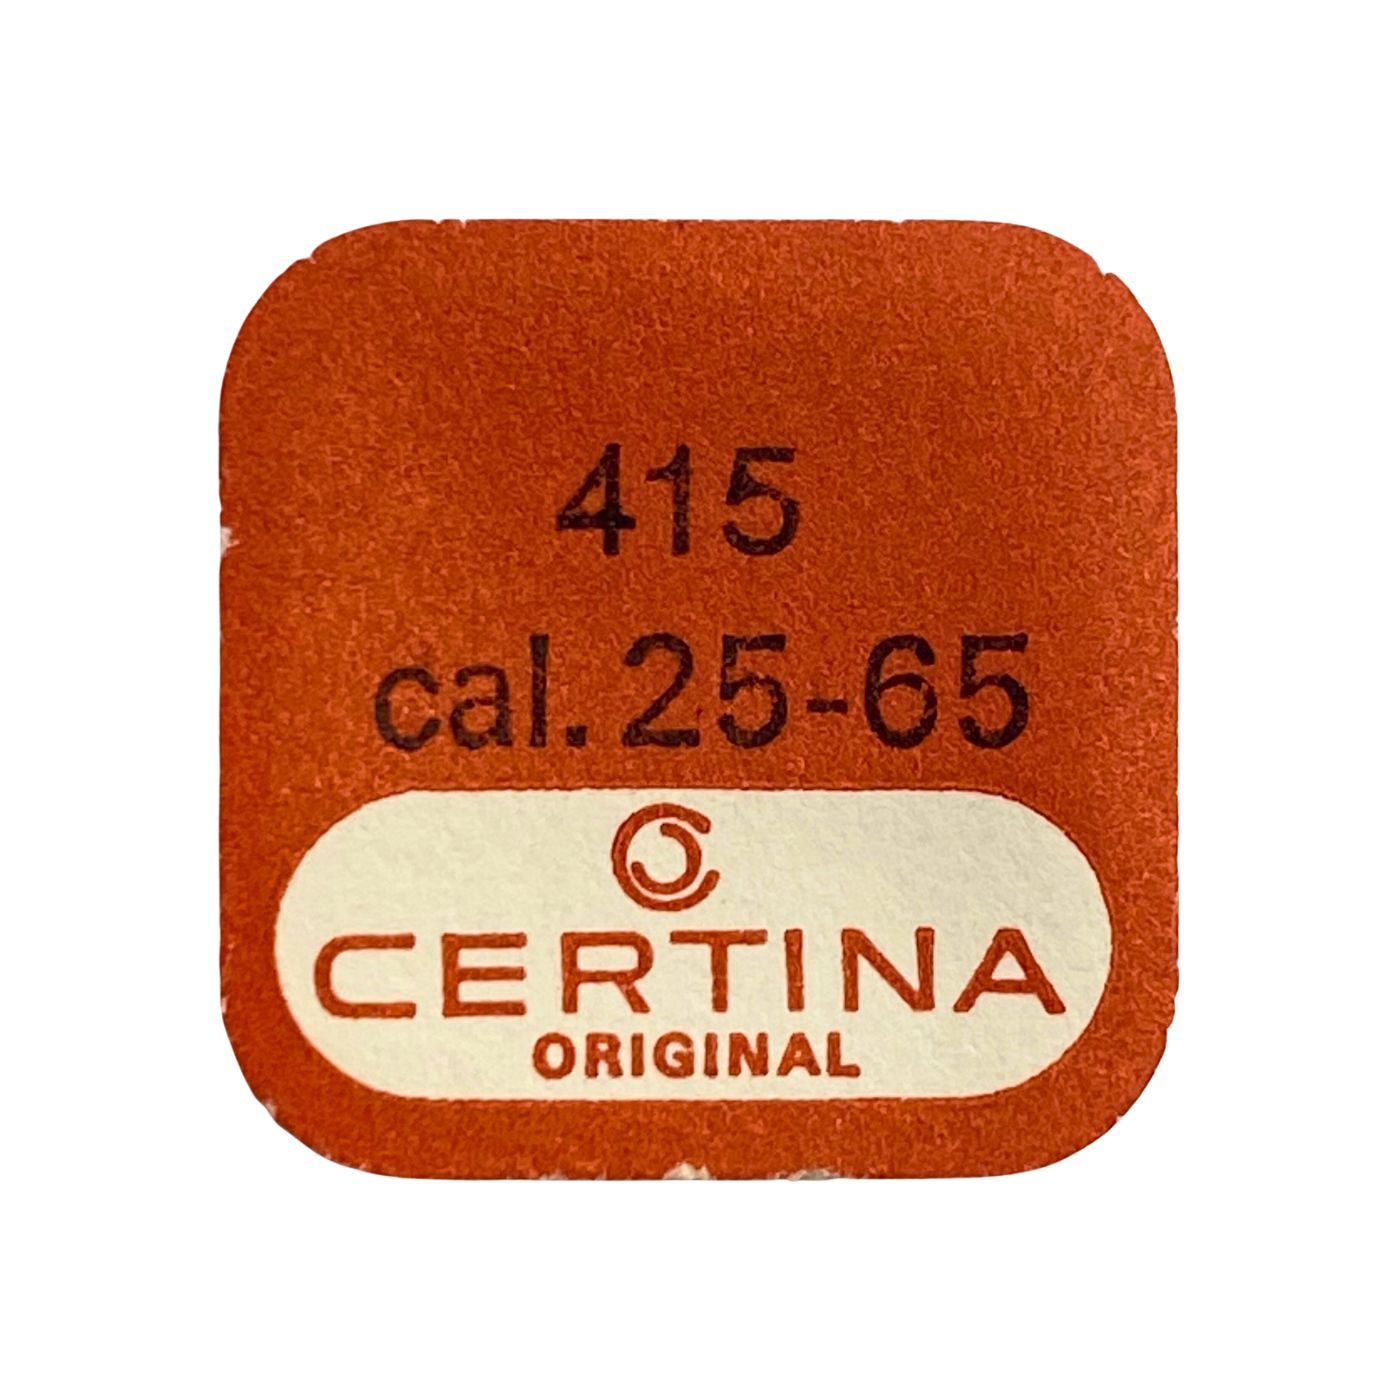 415
cal. 25-65
CERTINA
ORIGINAL